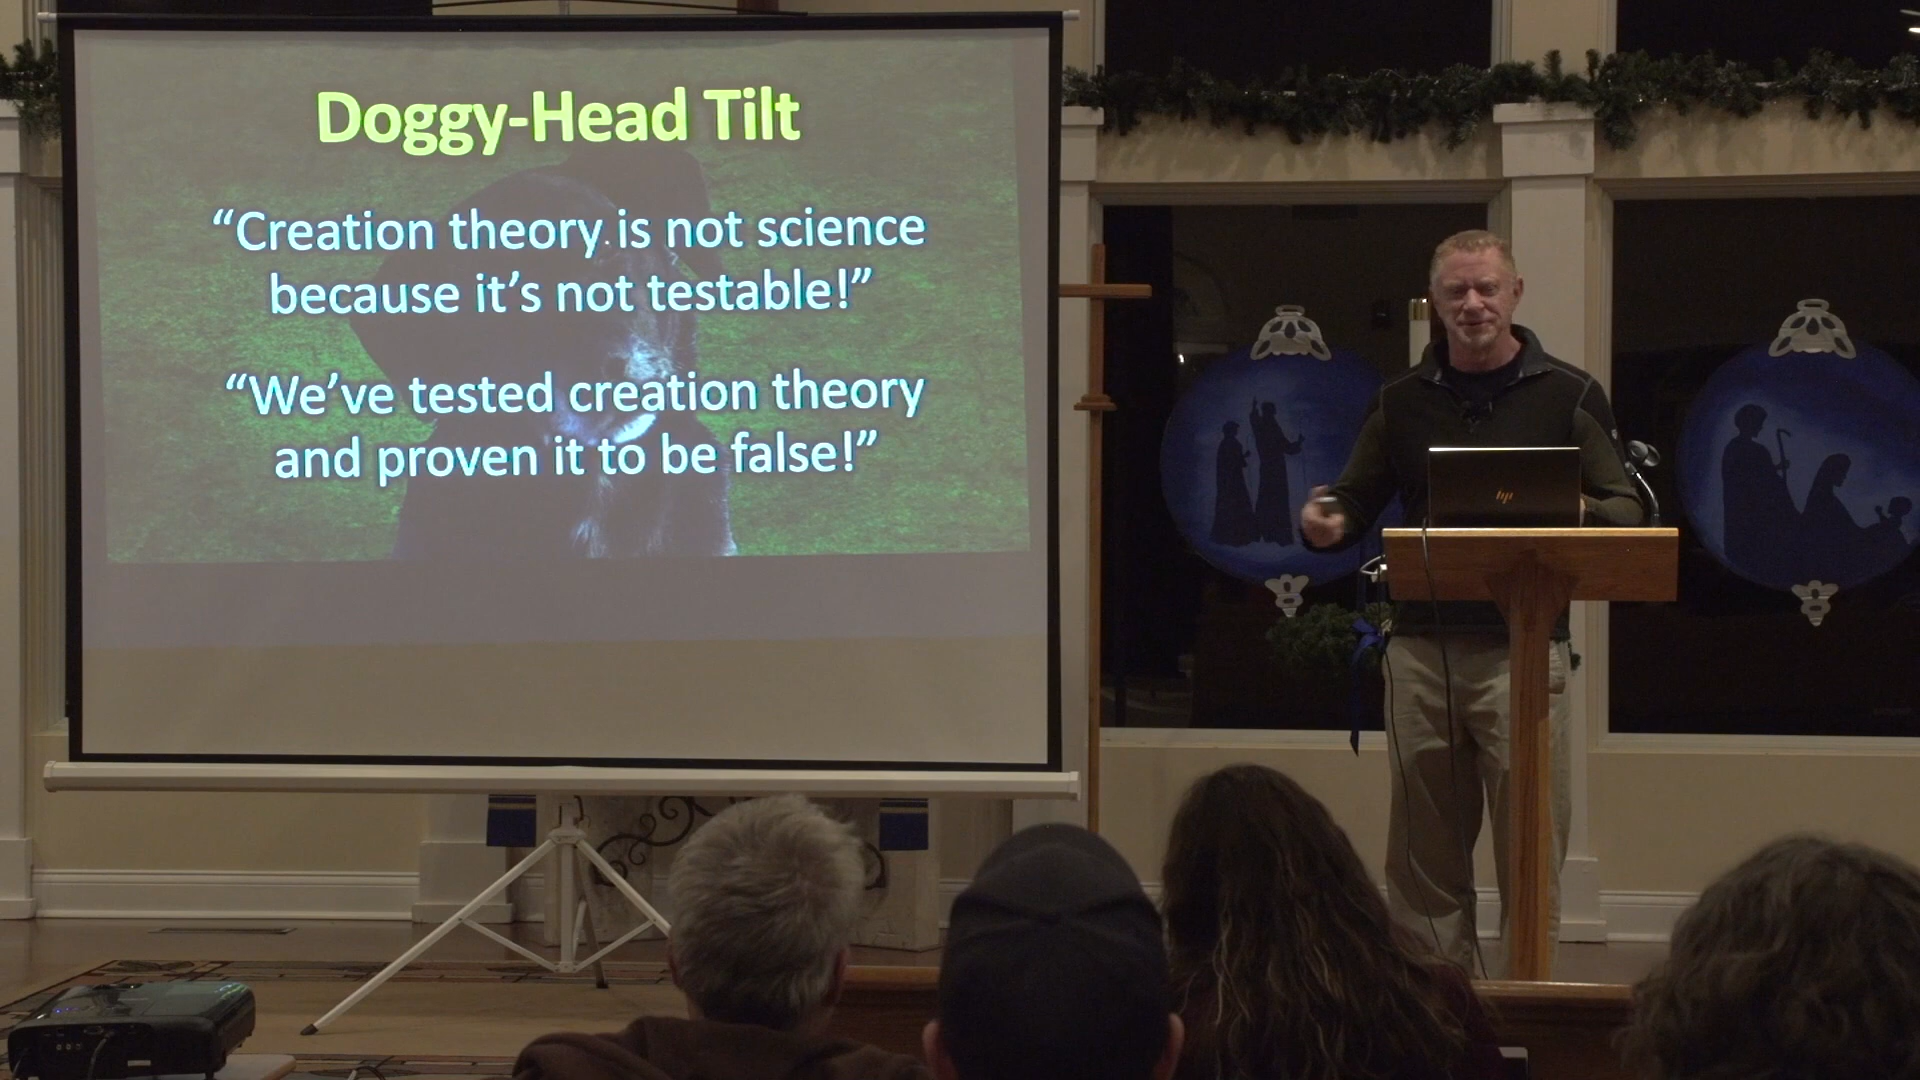 Doggy-Head Tilt
“Creation theory is not science
because it’s not testable!”
“We’ve tested creation theory
and proven it to be false!”
hp